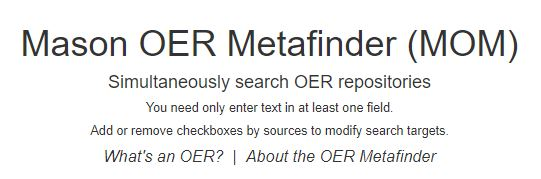 Mason OER Metafinder (MOM)
Simultaneously search OER repositories
You need only enter text in at least one field.
Add or remove checkboxes by sources to modify search targets.
What's an OER? | About the OER Metafinder